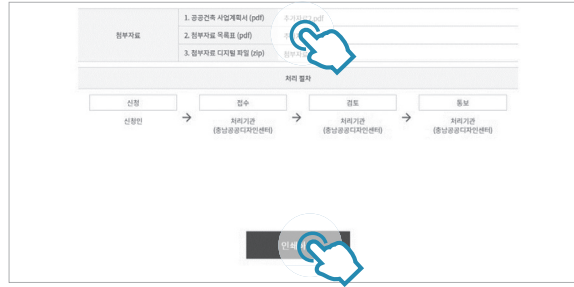 첨부자료
1. 공공건축 사업계획서 (pdf)
2. 첨부자료 목록표 (pdf)
3. 첨부자료 디지털 파일 (zip)
처리 절차
신청 접수 검토 통보
신청인 → 처리기관 → 처리기관 → 처리기관
(충남공공디자인센터) (충남공공디자인센터) (충남공공디자인센터)
인쇄